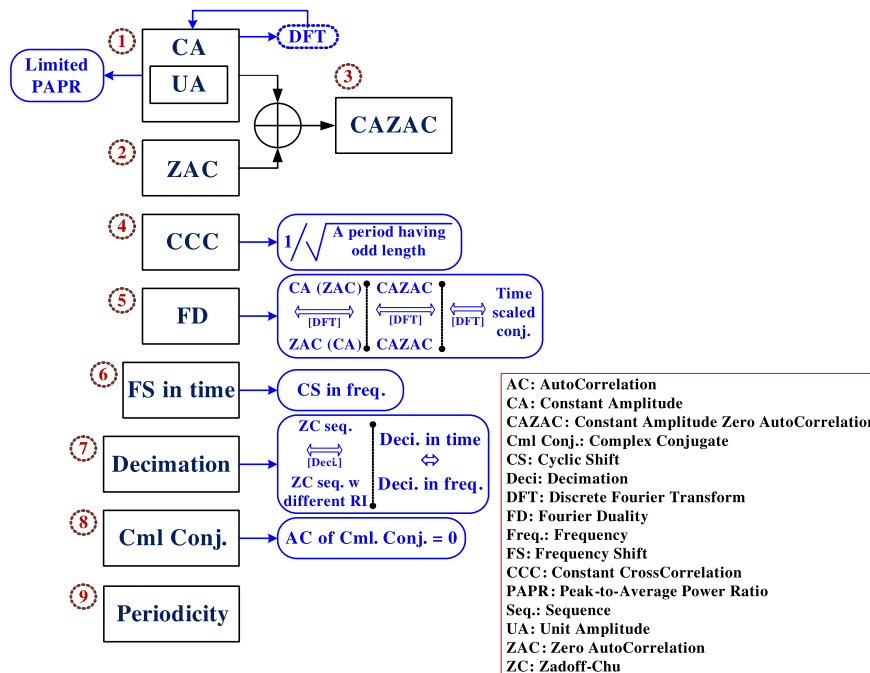 1
CA
DFT
Limited
PAPR
UA
3
CAZAC
2
ZAC
4
CCC
1/√ A period having
odd length
5
FD
CA (ZAC)
[DFT]
ZAC (CA)
CAZAC
[DFT]
CAZAC
[DFT]
Time
scaled
conj.
6
FS in time
CS in freq.
7
Decimation
ZC seq.
[Deci.]
ZC seq. w
different RI
Deci. in time
⇔
Deci. in freq.
8
Cml Conj.
AC of Cml. Conj. = 0
9
Periodicity
AC: AutoCorrelation
CA: Constant Amplitude
CAZAC: Constant Amplitude Zero AutoCorrelation
Cml Conj.: Complex Conjugate
CS: Cyclic Shift
Deci: Decimation
DFT: Discrete Fourier Transform
FD: Fourier Duality
Freq.: Frequency
FS: Frequency Shift
CCC: Constant CrossCorrelation
PAPR: Peak-to-Average Power Ratio
Seq.: Sequence
UA: Unit Amplitude
ZAC: Zero AutoCorrelation
ZC: Zadoff-Chu